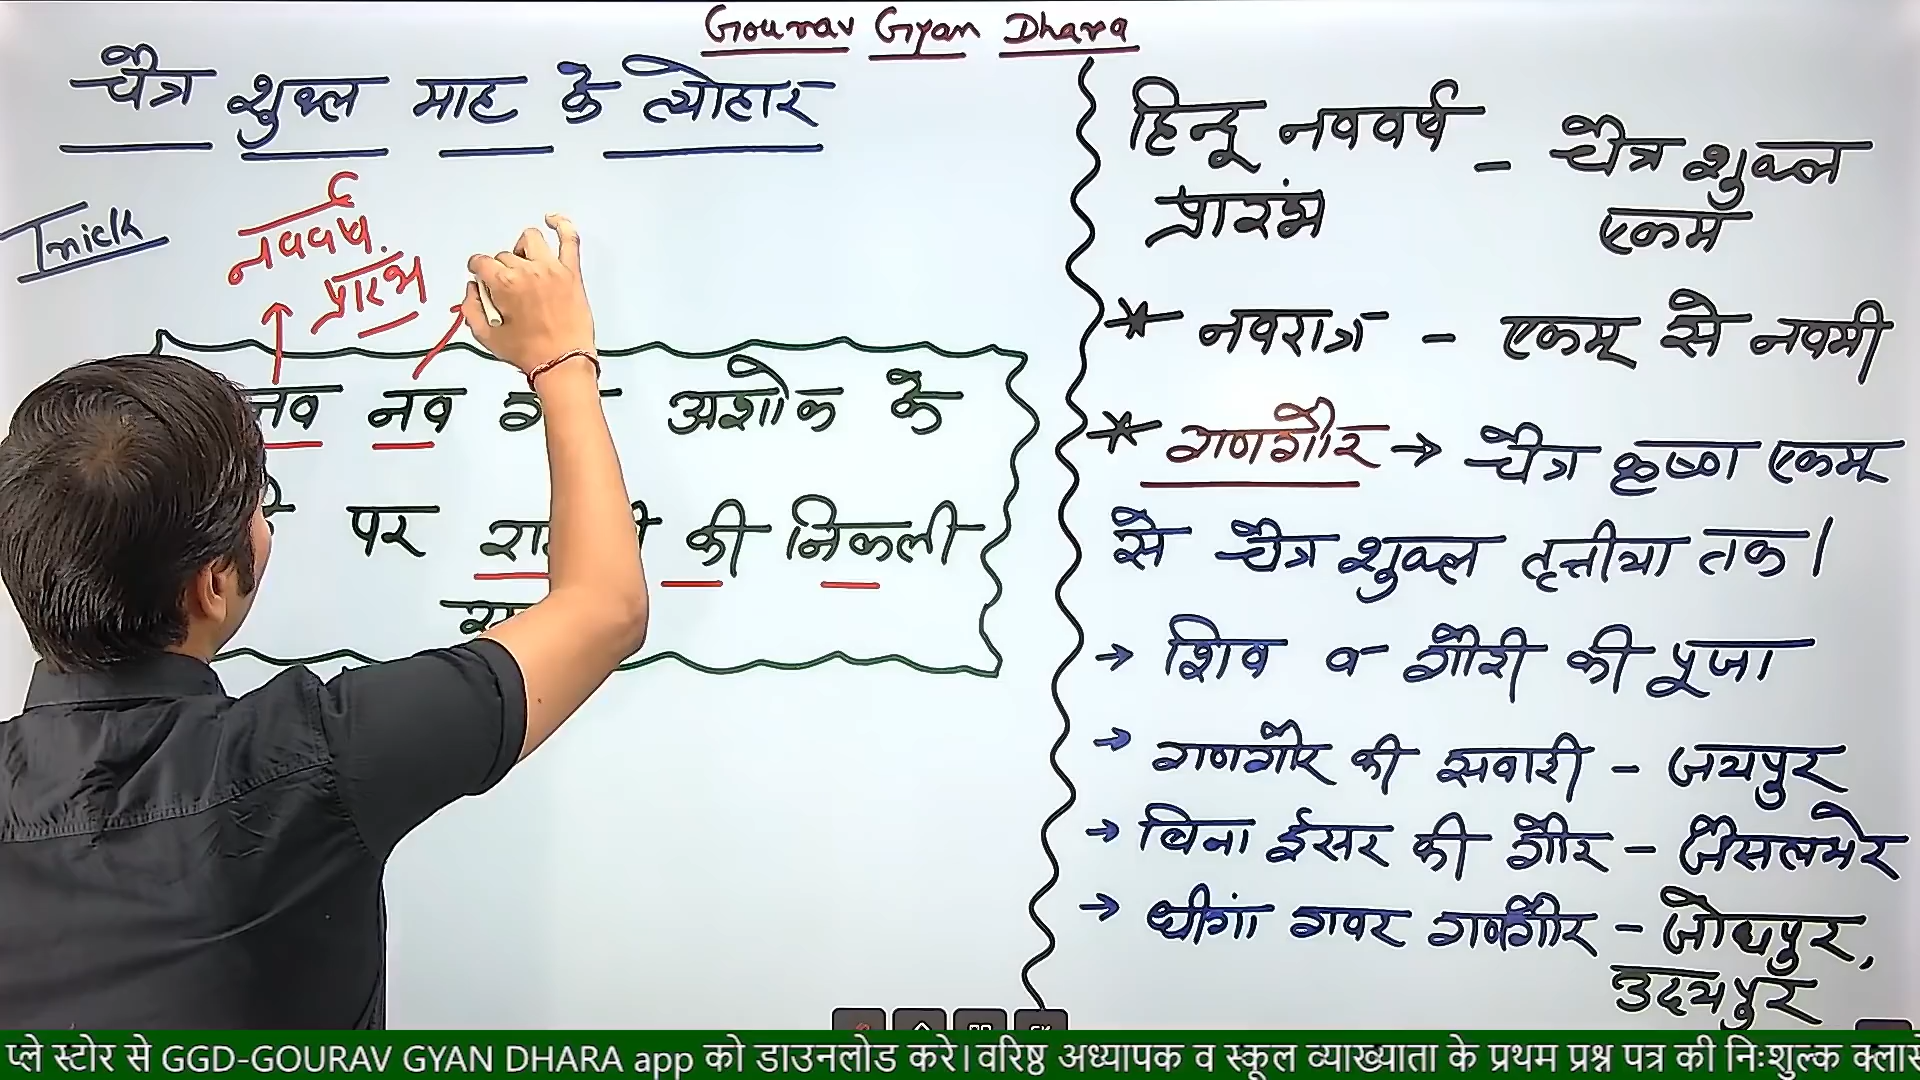 Gourav Gyan Dhara
चैत्र शुक्ल माह के त्योहार
Trick
नववर्ष
प्रारंभ
नव नव अशोक के
पर की निकली
हिन्दू नववर्ष - चैत्र शुक्ल
प्रारंभ एकम
* नवरात्र - एकम् से नवमी
* गणगौर → चैत्र कृष्ण एकम्
से चैत्र शुक्ल तृत्तीया तक।
→ शिव व गौरी की पूजा
→ गणगौर की सवारी - जयपुर
→ बिना ईसर की गौर - जैसलमेर
→ धींगा गवर गणगौर - जोधपुर,
उदयपुर
प्ले स्टोर से GGD-GOURAV GYAN DHARA app को डाउनलोड करे।वरिष्ठ अध्यापक व स्कूल व्याख्याता के प्रथम प्रश्न पत्र की निःशुल्क